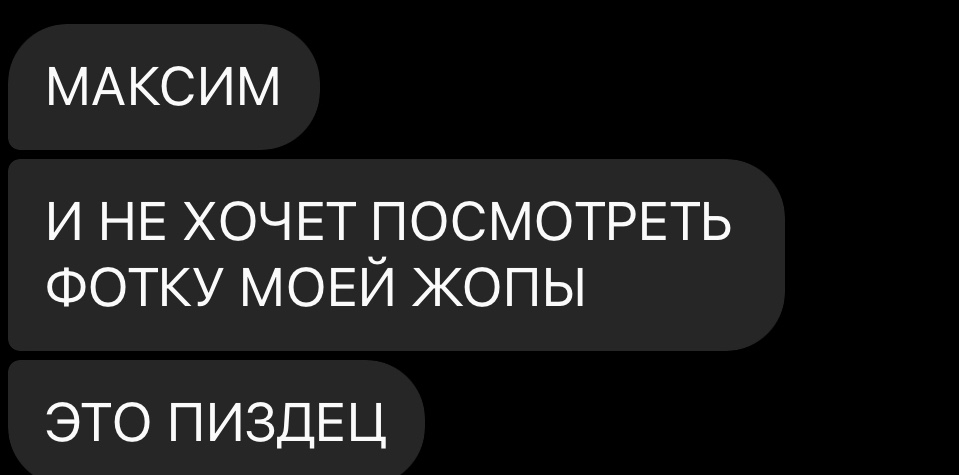 МАКСИМ
И НЕ ХОЧЕТ ПОСМОТРЕТЬ
ФОТКУ МОЕЙ ЖОПЫ
ЭТО ПИЗДЕЦ